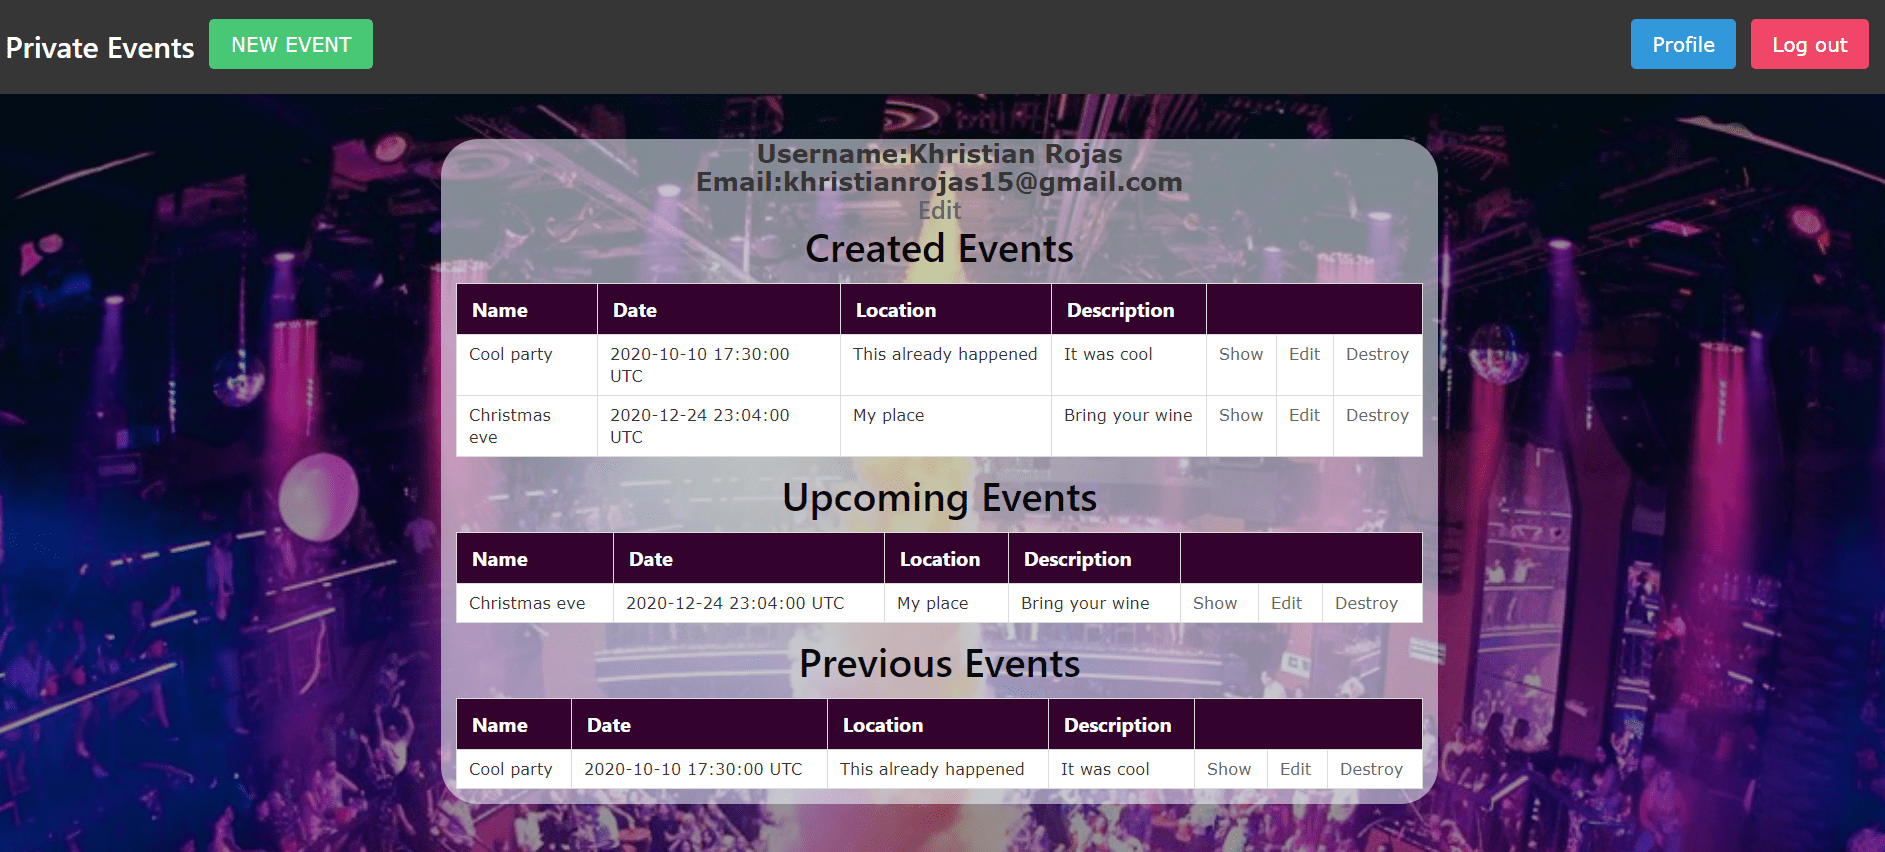 Private Events NEW EVENT Profile Log out
Username:Khristian Rojas
Email:khristianrojas15@gmail.com
Edit
Created Events
Name Date Location Description
Cool party 2020-10-10 17:30:00 UTC This already happened It was cool Show Edit Destroy
Christmas eve 2020-12-24 23:04:00 UTC My place Bring your wine Show Edit Destroy
Upcoming Events
Name Date Location Description
Christmas eve 2020-12-24 23:04:00 UTC My place Bring your wine Show Edit Destroy
Previous Events
Name Date Location Description
Cool party 2020-10-10 17:30:00 UTC This already happened It was cool Show Edit Destroy